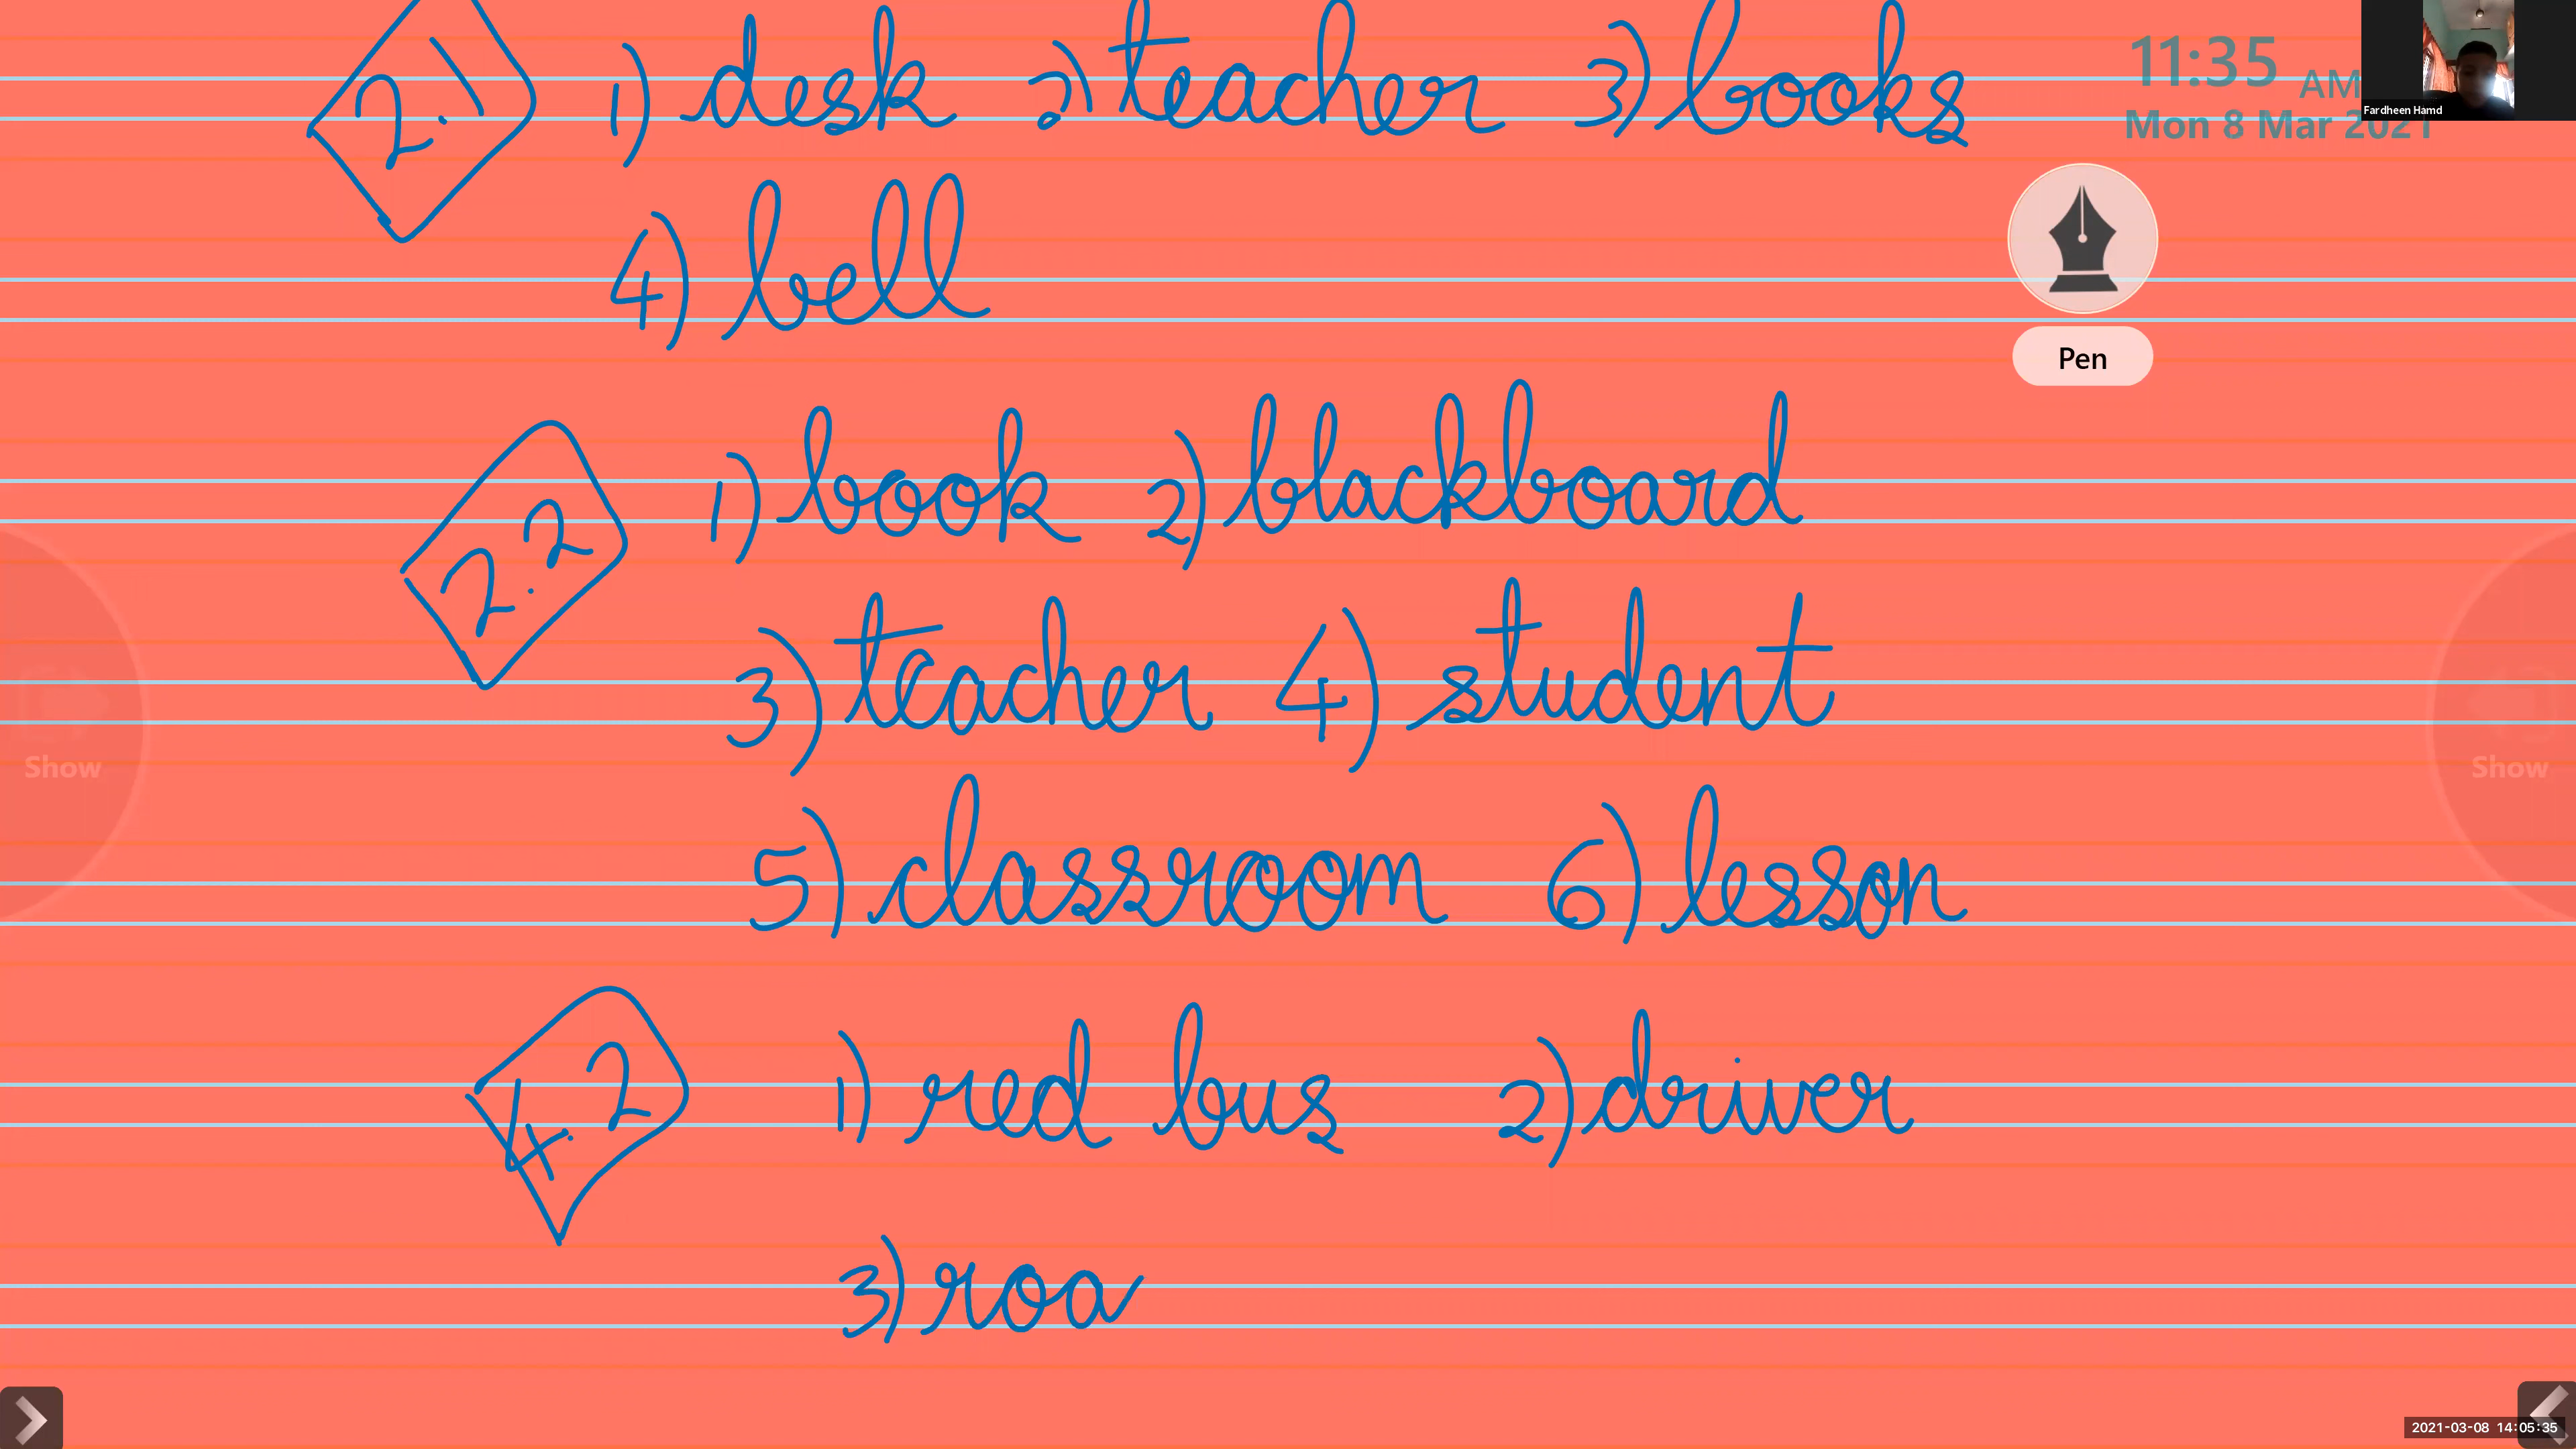 2.1 1) desk 2) teacher 3) books
11:35 AM
Mon 8 Mar 2021
Fardheen Hamd
4) bell
Pen
2.2 1) book 2) blackboard
3) teacher 4) student
Show
Show
5) classroom 6) lesson
4.2 1) red bus 2) driver
3) roa
2021-03-08 14:05:35